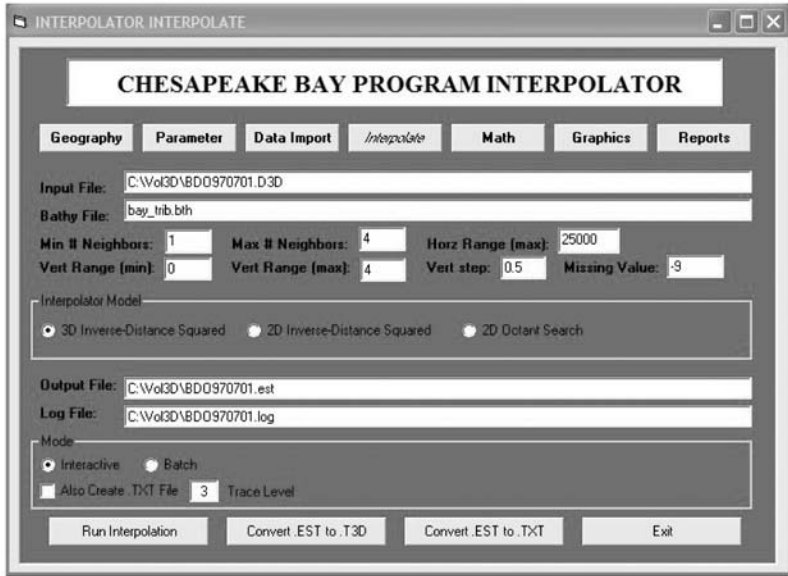 INTERPOLATOR INTERPOLATE
CHESAPEAKE BAY PROGRAM INTERPOLATOR
Geography Parameter Data Import Interpolate Math Graphics Reports
Input File: C:\Vol3D\BDO970701.D3D
Bathy File: bay_trib.bth
Min # Neighbors: 1 Max # Neighbors: 4 Horz Range (max): 25000
Vert Range (min): 0 Vert Range (max): 4 Vert step: 0.5 Missing Value: -9
Interpolator Model
3D Inverse-Distance Squared 2D Inverse-Distance Squared 2D Octant Search
Output File: C:\Vol3D\BDO970701.est
Log File: C:\Vol3D\BDO970701.log
Mode
Interactive Batch
Also Create .TXT File 3 Trace Level
Run Interpolation Convert .EST to .T3D Convert .EST to .TXT Exit